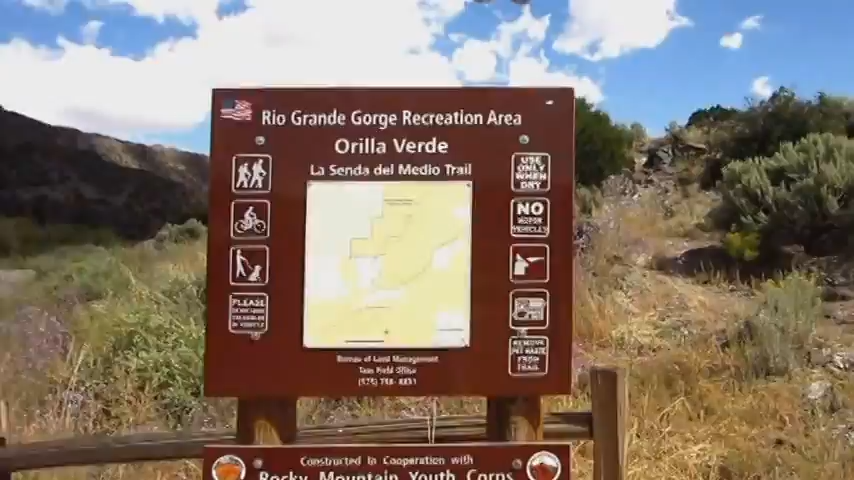 Rio Grande Gorge Recreation Area
Orilla Verde
La Senda del Medio Trail
USE
ONLY
WHEN
DRY
NO
MOTOR
VEHICLES
PLEASE
REMOVE
PET WASTE
FROM
TRAIL
Bureau of Land Management
Taos Field Office
Constructed in Cooperation with
Rocky Mountain Youth Corps